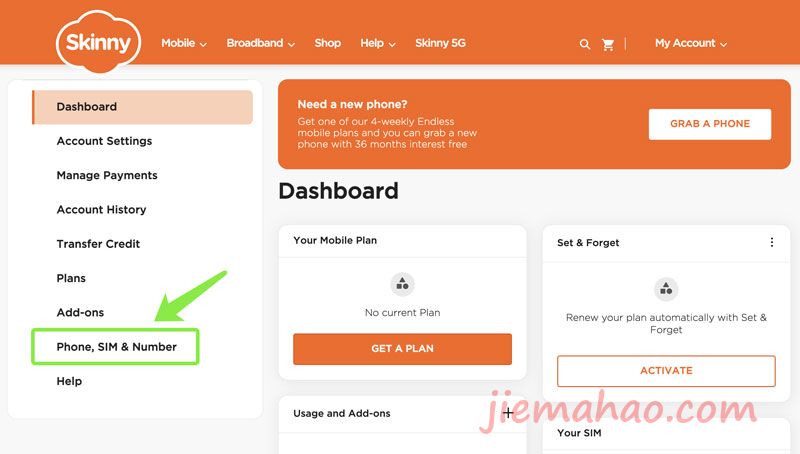 Skinny
Mobile
Broadband
Shop
Help
Skinny 5G
My Account
Dashboard
Account Settings
Manage Payments
Account History
Transfer Credit
Plans
Add-ons
Phone, SIM & Number
Help
Need a new phone?
Get one of our 4-weekly Endless
mobile plans and you can grab a new
phone with 36 months interest free
GRAB A PHONE
Dashboard
Your Mobile Plan
No current Plan
GET A PLAN
Set & Forget
Renew your plan automatically with Set &
Forget
ACTIVATE
Usage and Add-ons
Your SIM
jiemahao.com